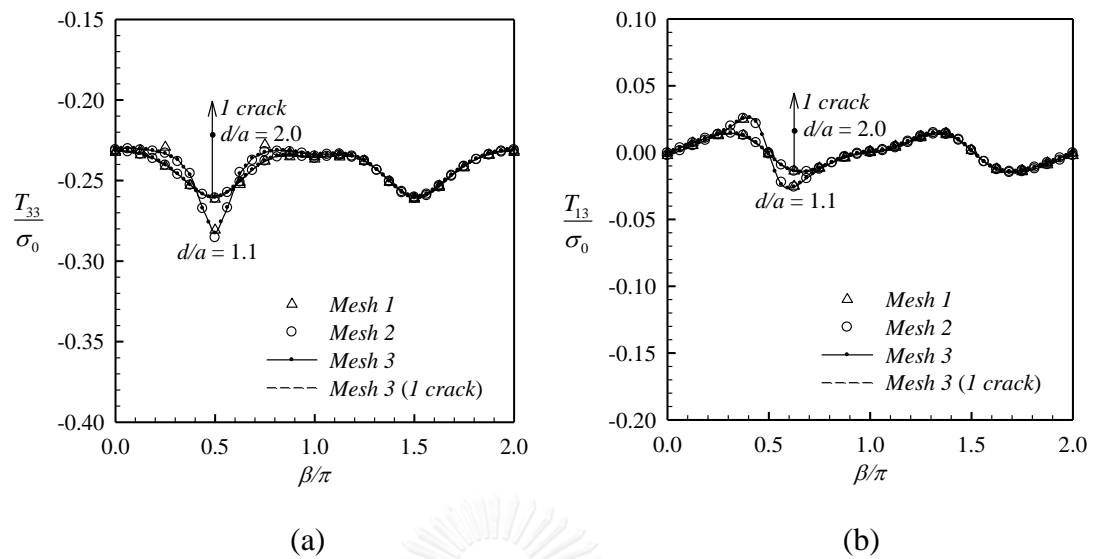 -0.15
-0.20
-0.25
-0.30
-0.35
-0.40
T33
σ0
1 crack
d/a = 2.0
d/a = 1.1
Mesh 1
Mesh 2
Mesh 3
Mesh 3 (1 crack)
0.0 0.5 1.0 1.5 2.0
β/π
(a)
0.10
0.05
0.00
-0.05
-0.10
-0.15
-0.20
T13
σ0
1 crack
d/a = 2.0
d/a = 1.1
Mesh 1
Mesh 2
Mesh 3
Mesh 3 (1 crack)
0.0 0.5 1.0 1.5 2.0
β/π
(b)